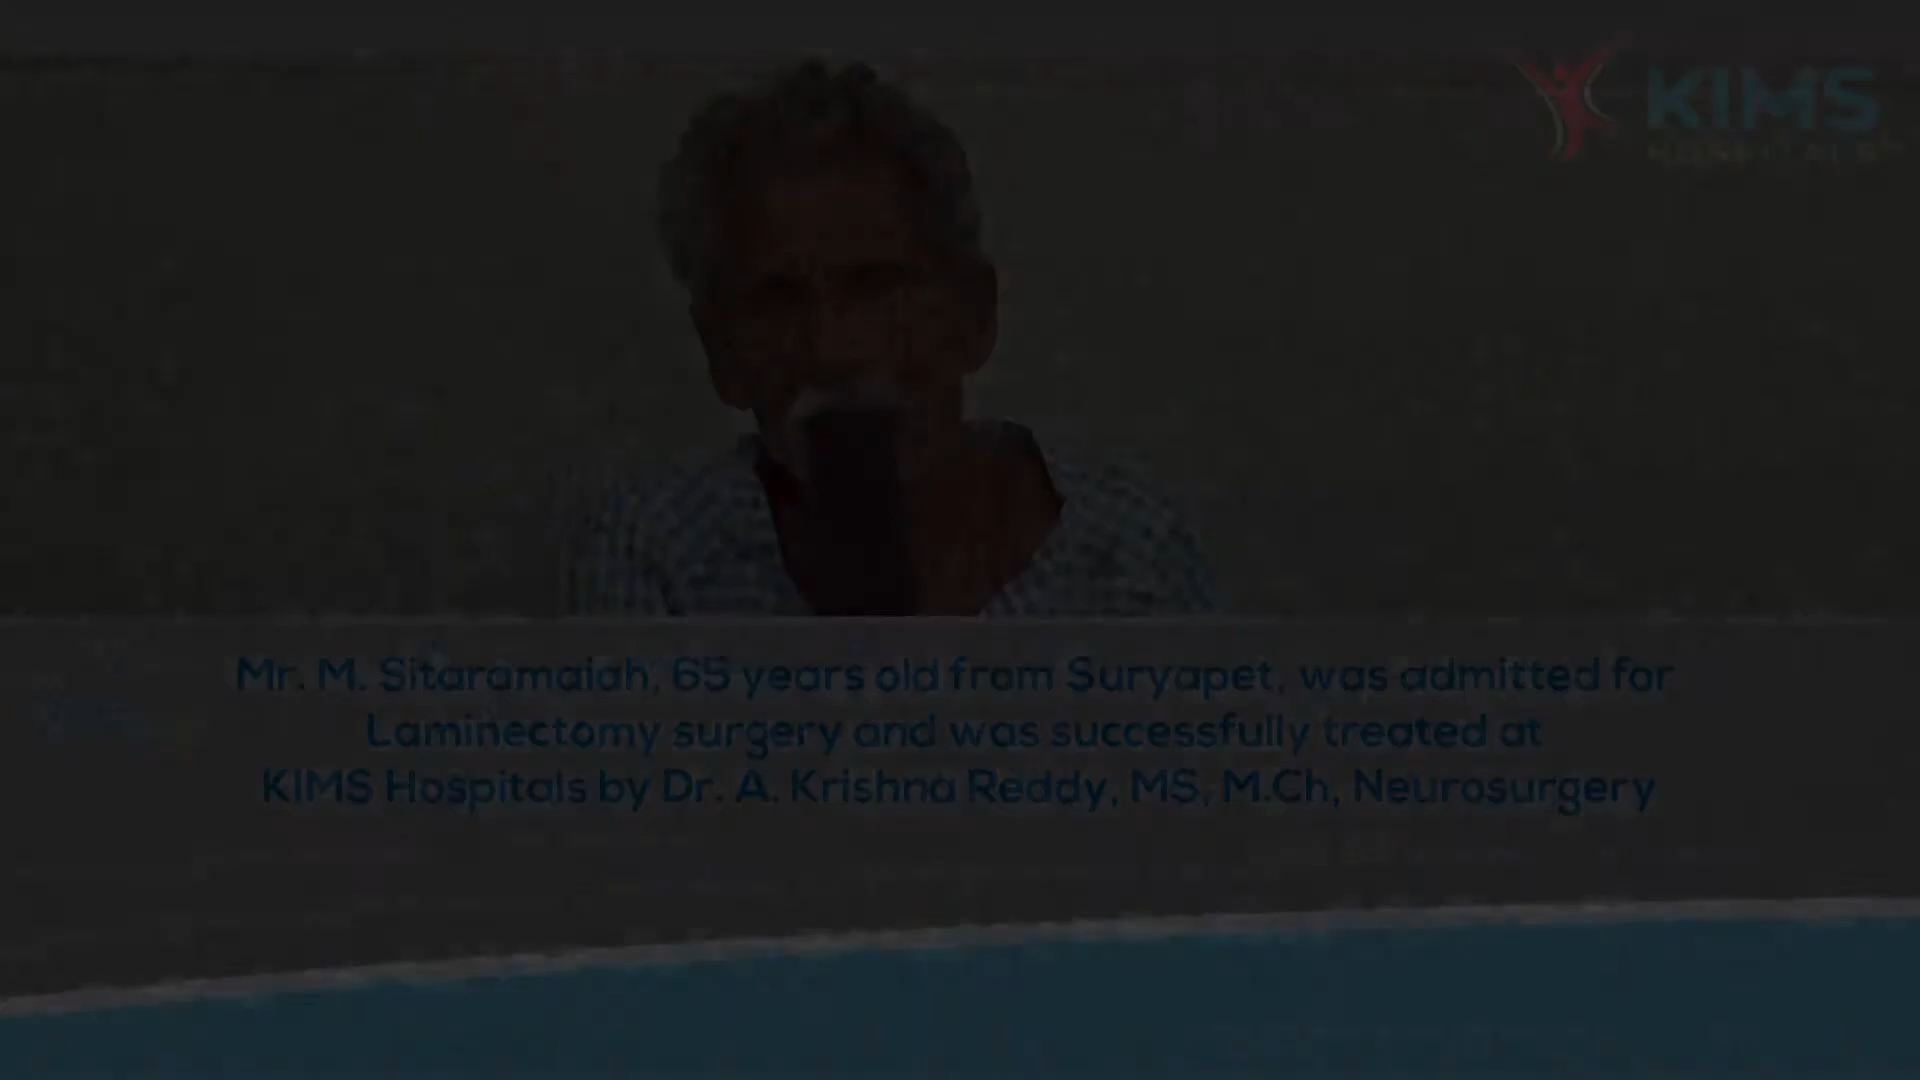 KIMS
HOSPITALS
Mr. M. Sitaramaiah, 65 years old from Suryapet, was admitted for
Laminectomy surgery and was successfully treated at
KIMS Hospitals by Dr. A. Krishna Reddy, MS, M.Ch, Neurosurgery